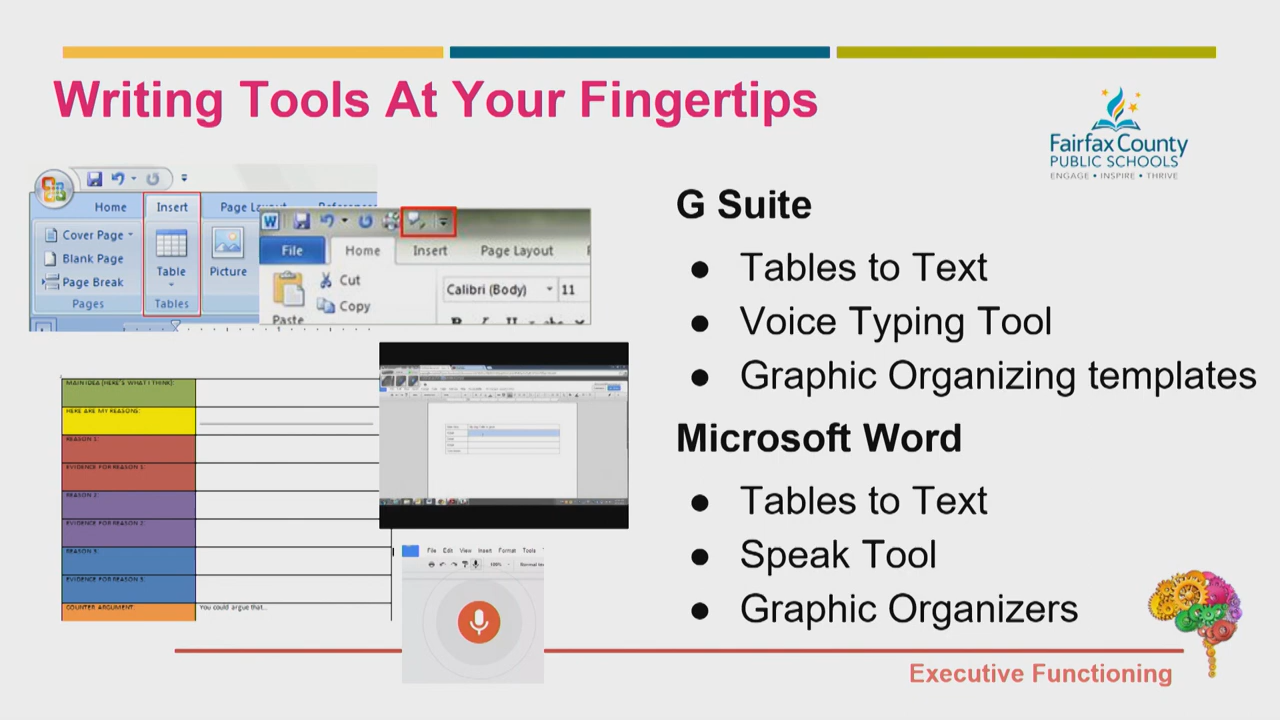 Writing Tools At Your Fingertips
Fairfax County
PUBLIC SCHOOLS
ENGAGE • INSPIRE • THRIVE
Home Insert Page
Cover Page
Blank Page
Page Break
Table
Picture
Pages
Tables
File Home Insert Page Layout
Cut
Copy
Paste
Calibri (Body) 11
MAIN IDEA (HERE'S WHAT I THINK):
HERE ARE MY REASONS:
REASON 1:
EVIDENCE FOR REASON 1:
REASON 2:
EVIDENCE FOR REASON 2:
REASON 3:
EVIDENCE FOR REASON 3:
COUNTER ARGUMENT: You could argue that...
File Edit View Insert Format Tools
100%
G Suite
● Tables to Text
● Voice Typing Tool
● Graphic Organizing templates
Microsoft Word
● Tables to Text
● Speak Tool
● Graphic Organizers
Executive Functioning